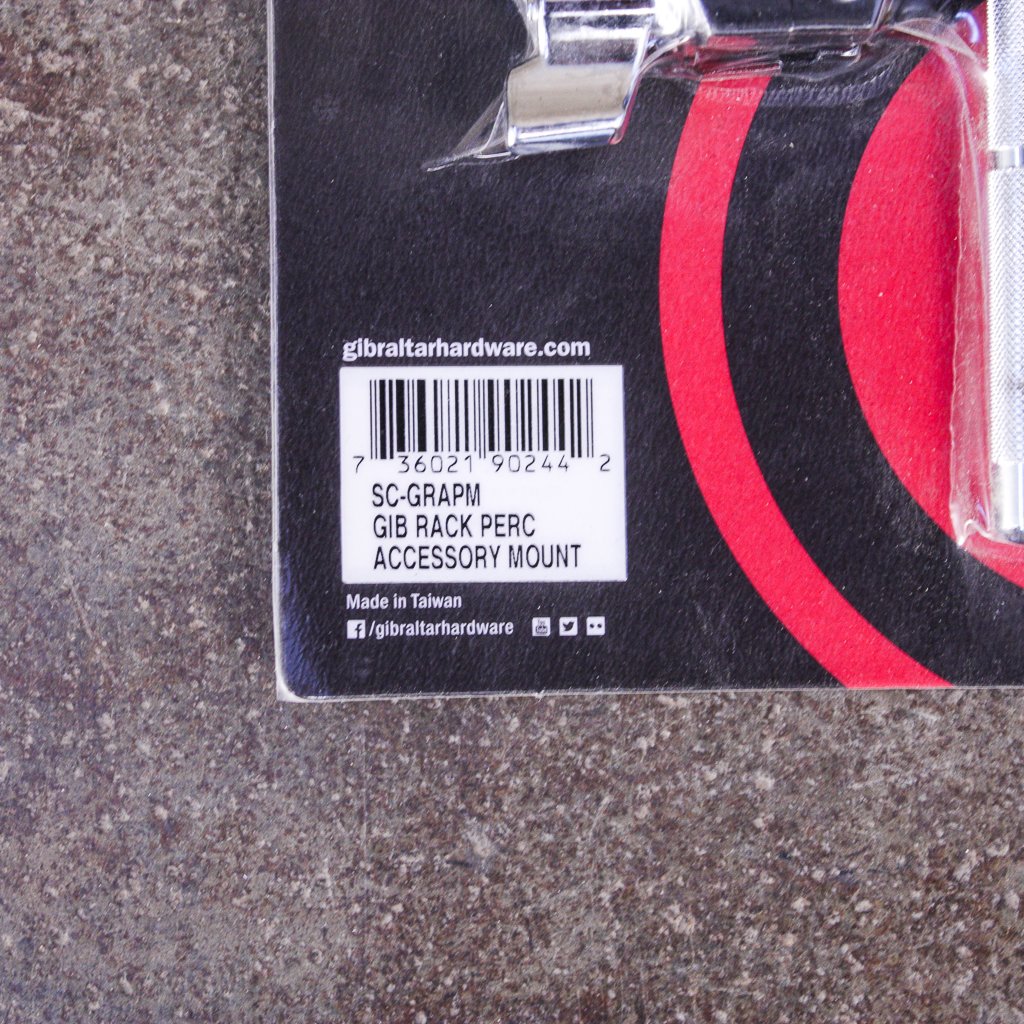 gibraltarhardware.com
7 36021 90244 2
SC-GRAPM
GIB RACK PERC
ACCESSORY MOUNT
Made in Taiwan
f/gibraltarhardware